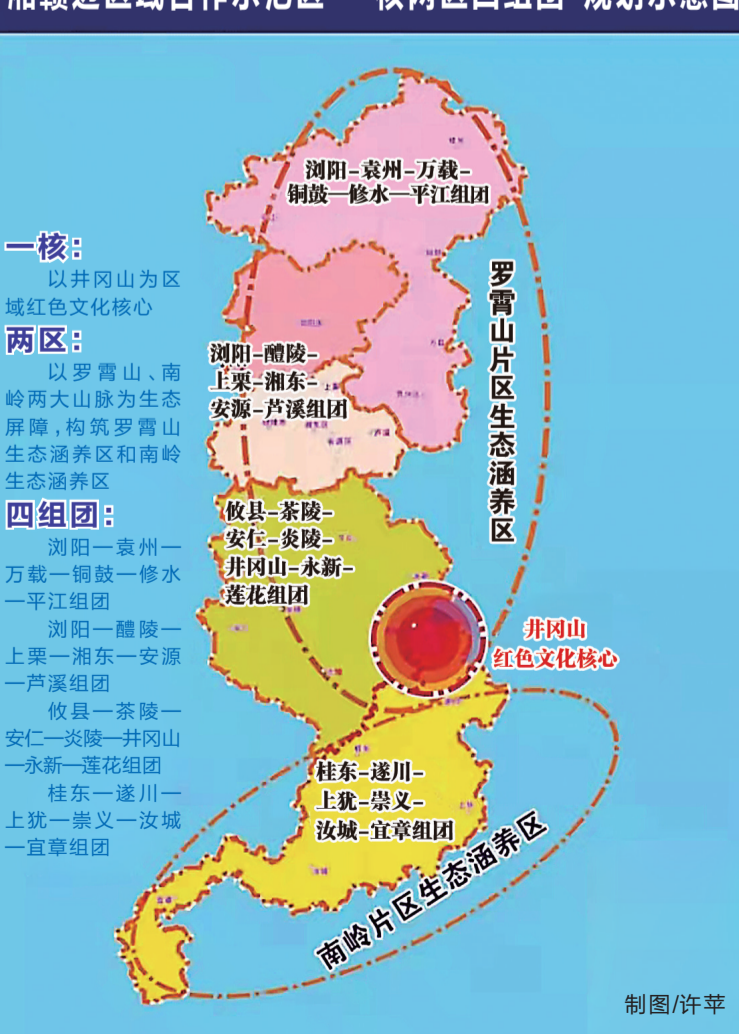 一核：
以井冈山为区
域红色文化核心
两区：
以罗霄山、南
岭两大山脉为生态
屏障，构筑罗霄山
生态涵养区和南岭
生态涵养区
四组团：
浏阳—袁州—
万载—铜鼓—修水
—平江组团
浏阳—醴陵—
上栗—湘东—安源
—芦溪组团
攸县—茶陵—
安仁—炎陵—井冈山
—永新—莲花组团
桂东—遂川—
上犹—崇义—汝城
—宜章组团
浏阳-袁州-万载-
铜鼓—修水—平江组团
浏阳-醴陵-
上栗-湘东-
安源-芦溪组团
攸县-茶陵-
安仁-炎陵-
井冈山-永新-
莲花组团
桂东-遂川-
上犹-崇义-
汝城-宜章组团
罗霄山片区生态涵养区
井冈山
红色文化核心
南岭片区生态涵养区
制图/许苹